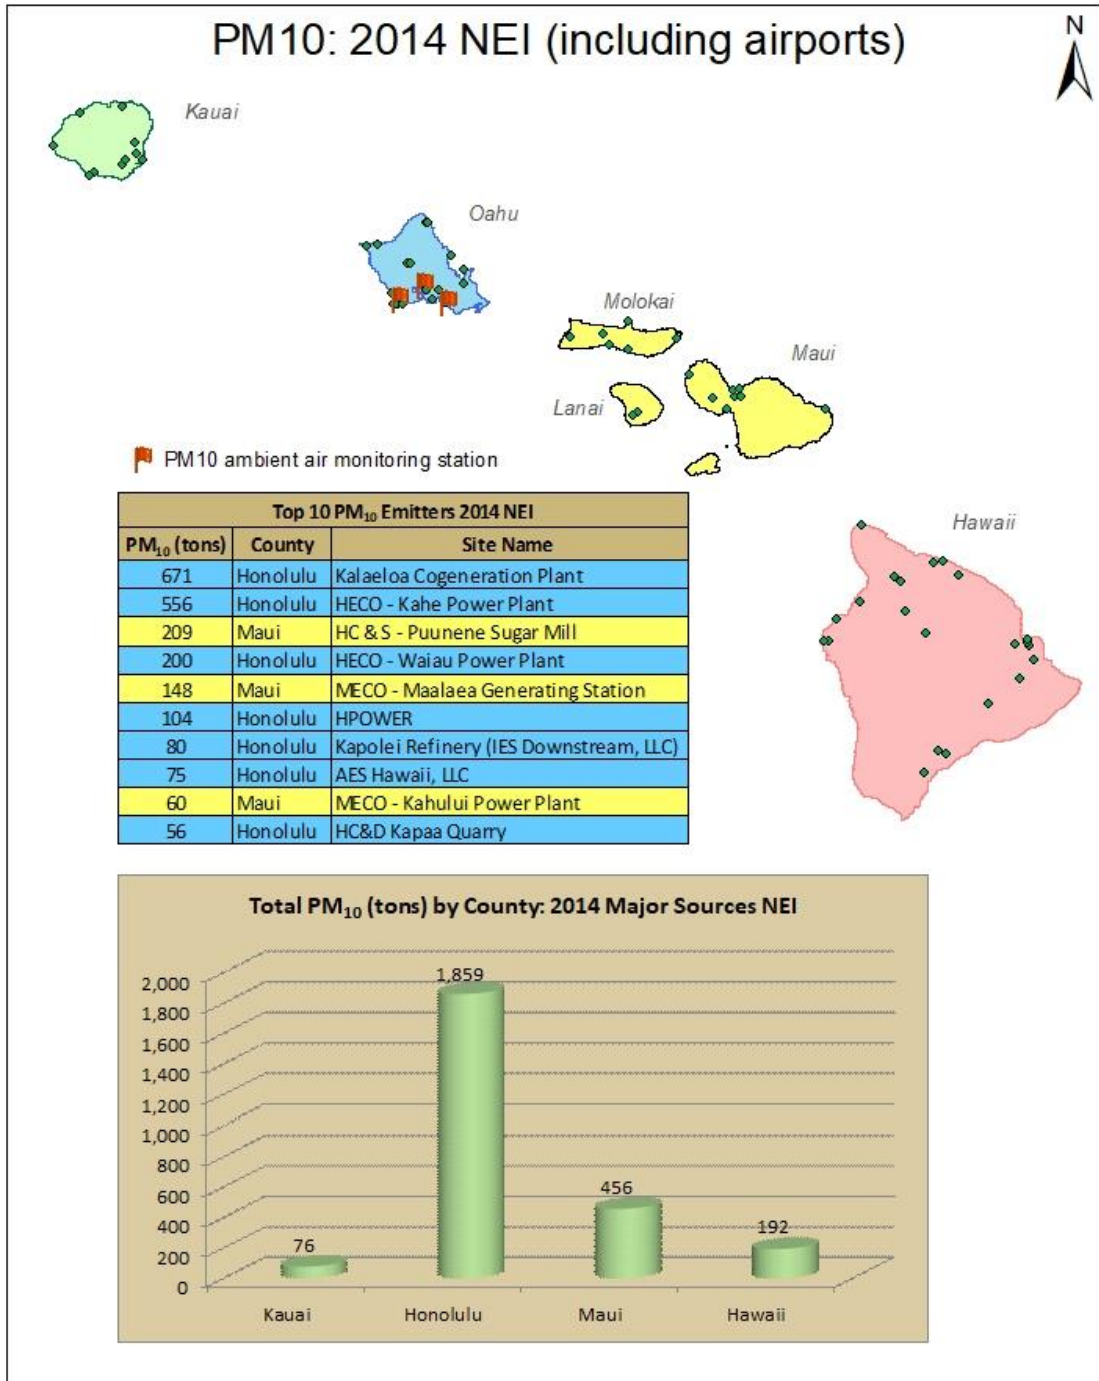 PM10: 2014 NEI (including airports)
N
Kauai
Oahu
Molokai
Maui
Lanai
Hawaii
PM10 ambient air monitoring station
Top 10 PM₁₀ Emitters 2014 NEI
PM₁₀ (tons) County Site Name
671 Honolulu Kalaeloa Cogeneration Plant
556 Honolulu HECO - Kahe Power Plant
209 Maui HC & S - Puunene Sugar Mill
200 Honolulu HECO - Waiau Power Plant
148 Maui MECO - Maalaea Generating Station
104 Honolulu HPOWER
80 Honolulu Kapolei Refinery (IES Downstream, LLC)
75 Honolulu AES Hawaii, LLC
60 Maui MECO - Kahului Power Plant
56 Honolulu HC&D Kapaa Quarry
Total PM₁₀ (tons) by County: 2014 Major Sources NEI
2,000
1,800
1,600
1,400
1,200
1,000
800
600
400
200
0
76
1,859
456
192
Kauai Honolulu Maui Hawaii